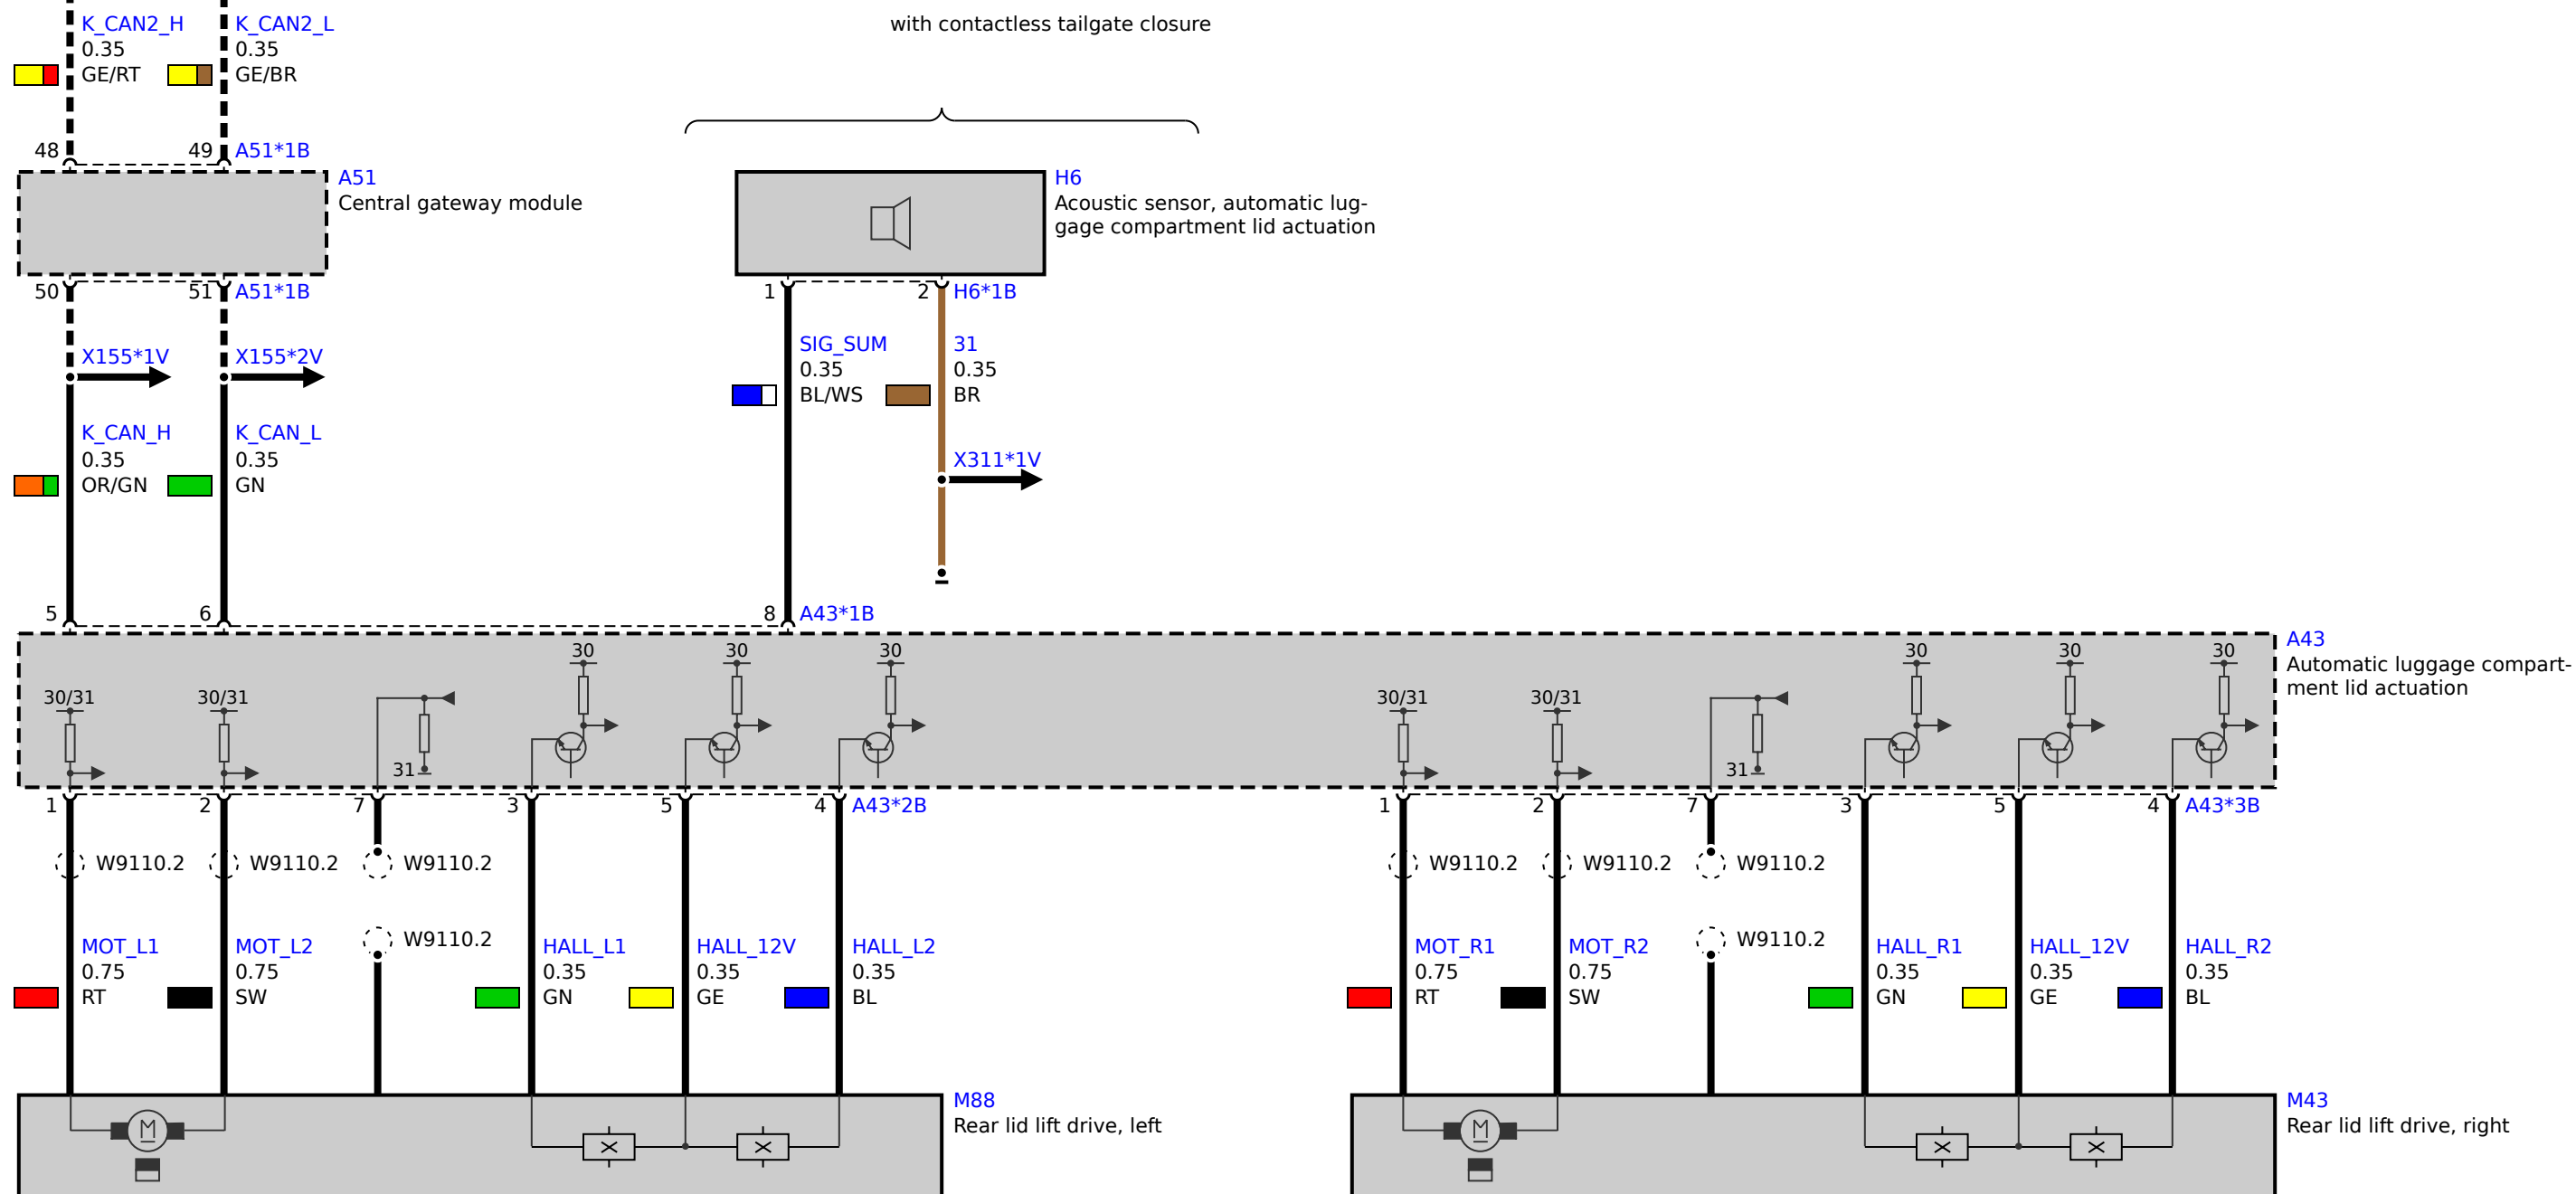 K_CAN2_H K_CAN2_L with contactless tailgate closure
0.35 0.35
GE/RT GE/BR
48 49 A51*1B
A51 H6
Central gateway module Acoustic sensor, automatic lug-
gage compartment lid actuation
50 51 A51*1B 1 2 H6*1B
SIG_SUM 31
X155*1V X155*2V 0.35 0.35
BL/WS BR
K_CAN_H K_CAN_L
0.35 0.35 X311*1V
OR/GN GN
5 6 8 A43*1B
A43
30 30 30 30 30 30
Automatic luggage compart-
ment lid actuation
30/31 30/31 30/31 30/31
31 31
1 2 7 3 5 4 A43*2B 1 2 7 3 5 4 A43*3B
W9110.2 W9110.2 W9110.2 W9110.2 W9110.2 W9110.2
W9110.2 W9110.2
MOT_L1 MOT_L2 HALL_L1 HALL_12V HALL_L2 MOT_R1 MOT_R2 HALL_R1 HALL_12V HALL_R2
0.75 0.75 0.35 0.35 0.35 0.75 0.75 0.35 0.35 0.35
RT SW GN GE BL RT SW GN GE BL
M88 M43
Rear lid lift drive, left Rear lid lift drive, right
M M